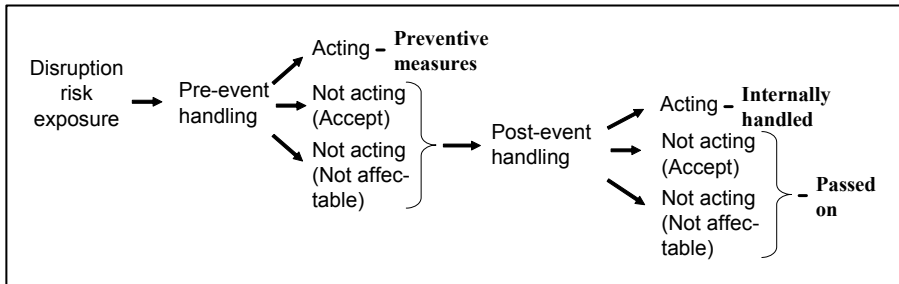 Disruption
risk
exposure
Pre-event
handling
Acting – Preventive
measures
Not acting
(Accept)
Not acting
(Not affec-
table)
Post-event
handling
Acting – Internally
handled
Not acting
(Accept)
Not acting
(Not affec-
table)
– Passed
on